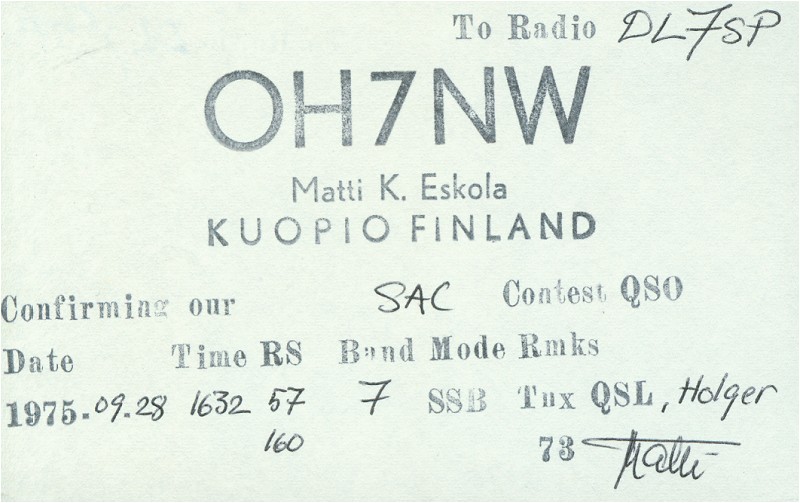 To Radio DL7SP
OH7NW
Matti K. Eskola
KUOPIO FINLAND
Confirming our SAC Contest QSO
Date Time RS Band Mode Rmks
1975.09.28 1632 57 7 SSB Tnx QSL, Holger
160
73 Matti